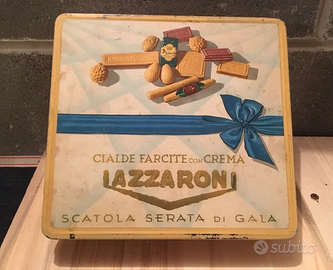 CIALDE FARCITE CON CREMA
LAZZARONI
SCATOLA SERATA DI GALA
subito